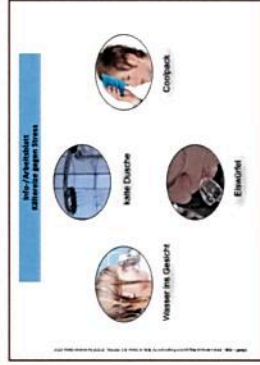 Info-/Arbeitsblatt
Kältereize gegen Stress
Wasser ins Gesicht
kalte Dusche
Coolpack
Eiswürfel